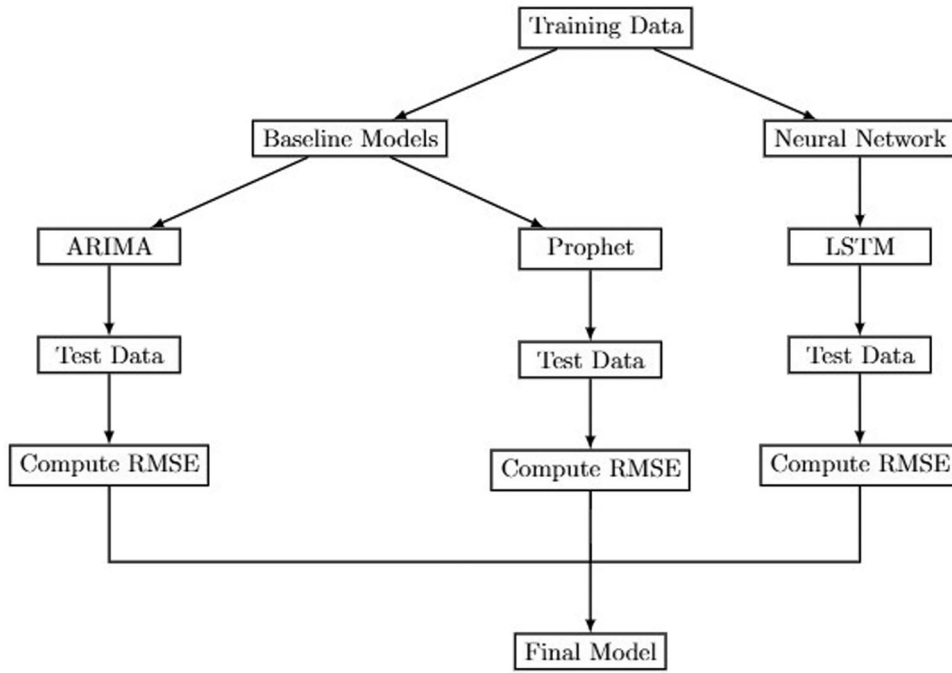 Training Data
Baseline Models
Neural Network
ARIMA
Prophet
LSTM
Test Data
Test Data
Test Data
Compute RMSE
Compute RMSE
Compute RMSE
Final Model